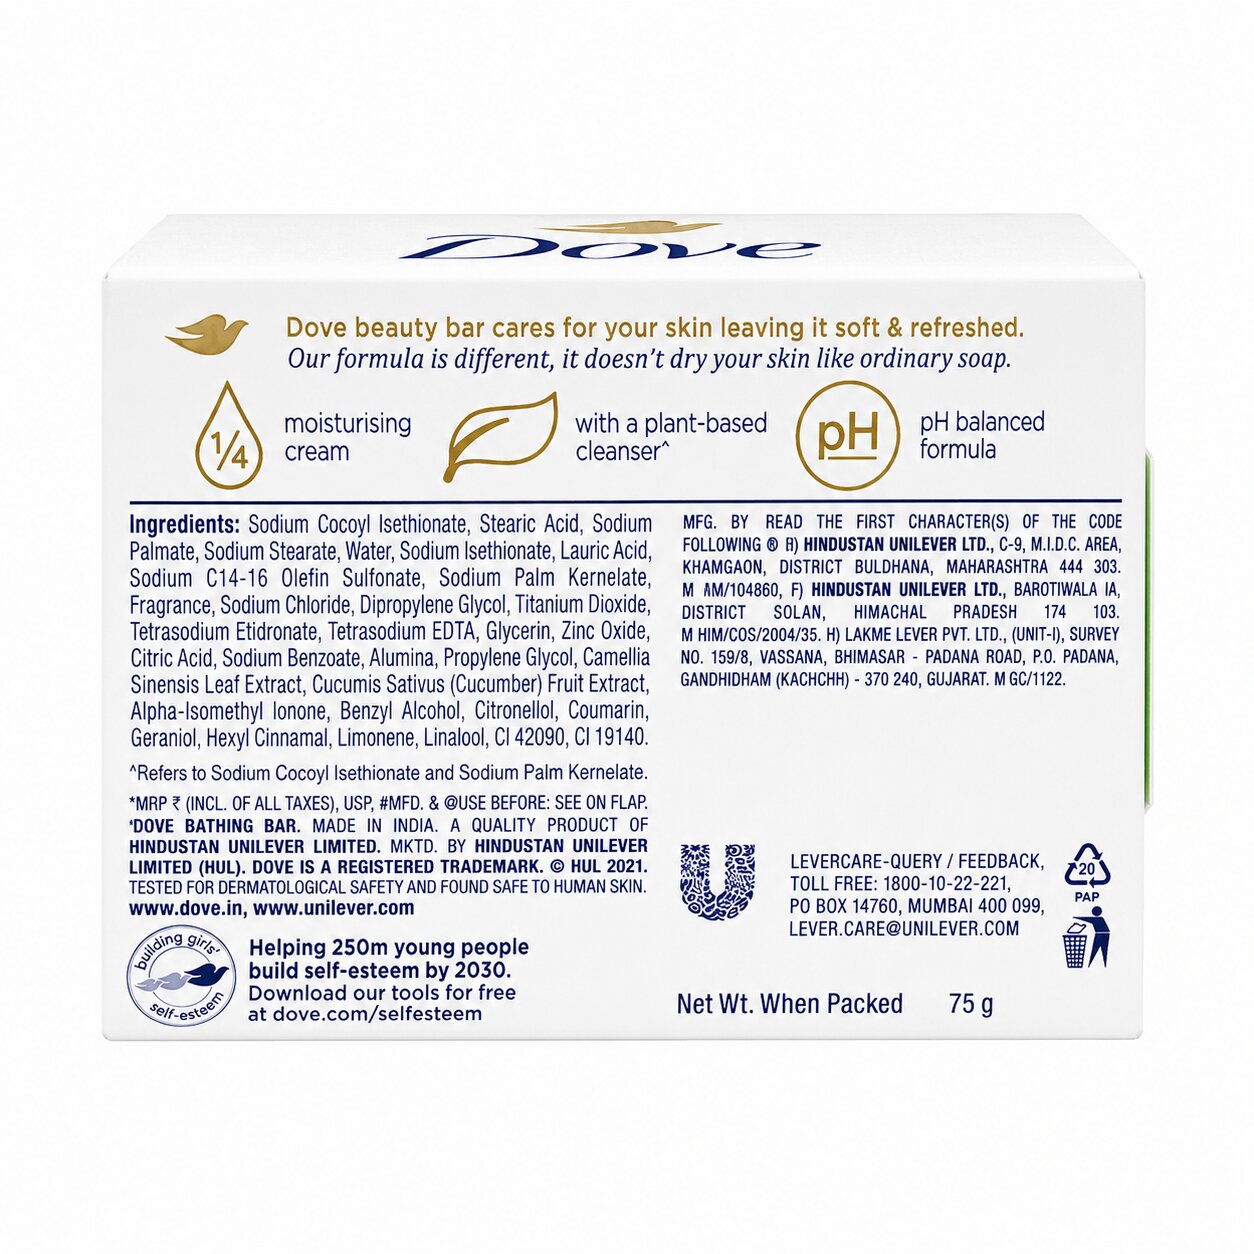 Dove
Dove beauty bar cares for your skin leaving it soft & refreshed.
Our formula is different, it doesn't dry your skin like ordinary soap.
1/4
moisturising
cream
with a plant-based
cleanser^
pH
pH balanced
formula
Ingredients: Sodium Cocoyl Isethionate, Stearic Acid, Sodium
Palmate, Sodium Stearate, Water, Sodium Isethionate, Lauric Acid,
Sodium C14-16 Olefin Sulfonate, Sodium Palm Kernelate,
Fragrance, Sodium Chloride, Dipropylene Glycol, Titanium Dioxide,
Tetrasodium Etidronate, Tetrasodium EDTA, Glycerin, Zinc Oxide,
Citric Acid, Sodium Benzoate, Alumina, Propylene Glycol, Camellia
Sinensis Leaf Extract, Cucumis Sativus (Cucumber) Fruit Extract,
Alpha-Isomethyl Ionone, Benzyl Alcohol, Citronellol, Coumarin,
Geraniol, Hexyl Cinnamal, Limonene, Linalool, CI 42090, CI 19140.
^Refers to Sodium Cocoyl Isethionate and Sodium Palm Kernelate.
*MRP ₹ (INCL. OF ALL TAXES), USP, #MFD. & @USE BEFORE: SEE ON FLAP.
'DOVE BATHING BAR. MADE IN INDIA. A QUALITY PRODUCT OF
HINDUSTAN UNILEVER LIMITED. MKTD. BY HINDUSTAN UNILEVER
LIMITED (HUL). DOVE IS A REGISTERED TRADEMARK. © HUL 2021.
TESTED FOR DERMATOLOGICAL SAFETY AND FOUND SAFE TO HUMAN SKIN.
www.dove.in, www.unilever.com
building girls'
self-esteem
Helping 250m young people
build self-esteem by 2030.
Download our tools for free
at dove.com/selfesteem
MFG. BY READ THE FIRST CHARACTER(S) OF THE CODE
FOLLOWING ® B) HINDUSTAN UNILEVER LTD., C-9, M.I.D.C. AREA,
KHAMGAON, DISTRICT BULDHANA, MAHARASHTRA 444 303.
M AM/104860, F) HINDUSTAN UNILEVER LTD., BAROTIWALA IA,
DISTRICT SOLAN, HIMACHAL PRADESH 174 103.
M HIM/COS/2004/35. H) LAKME LEVER PVT. LTD., (UNIT-I), SURVEY
NO. 159/8, VASSANA, BHIMASAR - PADANA ROAD, P.O. PADANA,
GANDHIDHAM (KACHCHH) - 370 240, GUJARAT. M GC/1122.
LEVERCARE-QUERY / FEEDBACK,
TOLL FREE: 1800-10-22-221,
PO BOX 14760, MUMBAI 400 099,
LEVER.CARE@UNILEVER.COM
20
PAP
Net Wt. When Packed 75 g